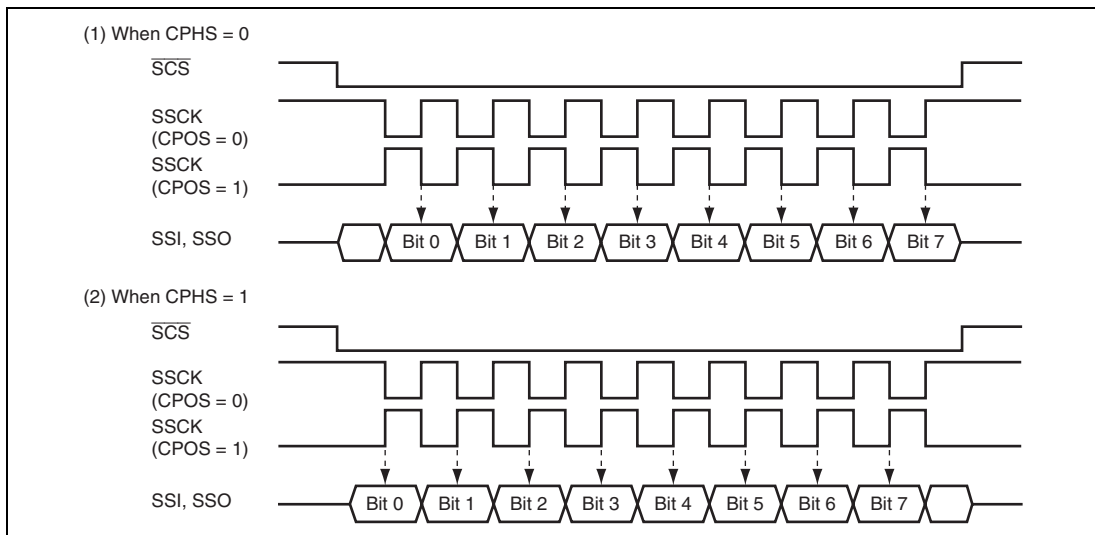 (1) When CPHS = 0
SCS
SSCK
(CPOS = 0)
SSCK
(CPOS = 1)
SSI, SSO
Bit 0 Bit 1 Bit 2 Bit 3 Bit 4 Bit 5 Bit 6 Bit 7
(2) When CPHS = 1
SCS
SSCK
(CPOS = 0)
SSCK
(CPOS = 1)
SSI, SSO
Bit 0 Bit 1 Bit 2 Bit 3 Bit 4 Bit 5 Bit 6 Bit 7